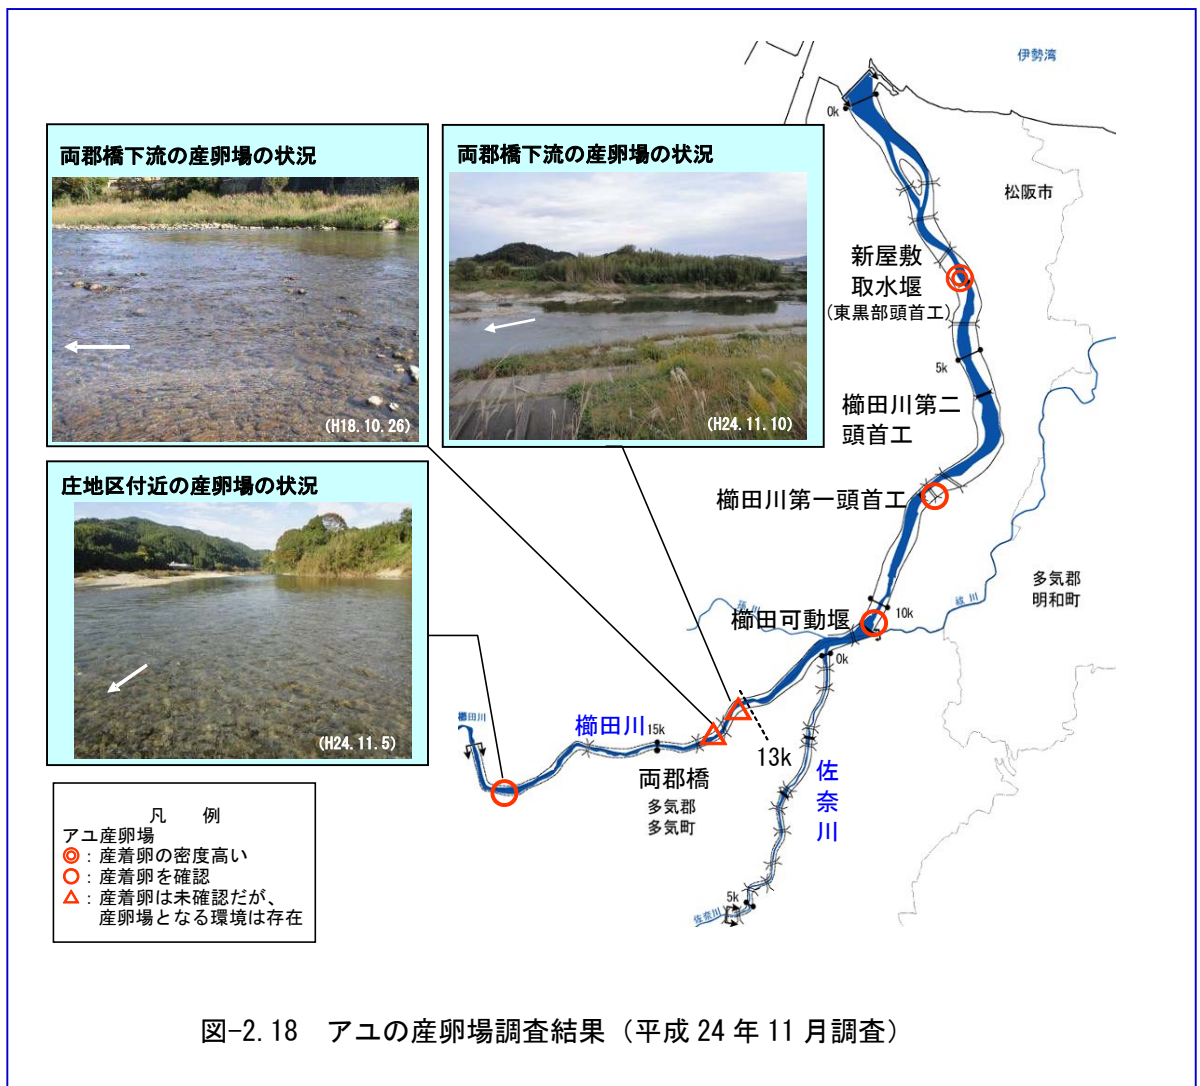 伊勢湾
0k
両郡橋下流の産卵場の状況
(H18.10.26)
両郡橋下流の産卵場の状況
(H24.11.10)
松阪市
新屋敷
取水堰
(東黒部頭首工)
5k
櫛田川第二
頭首工
庄地区付近の産卵場の状況
(H24.11.5)
櫛田川第一頭首工
多気郡
明和町
櫛田可動堰
10k
祓川
0k
櫛田川
櫛田川
15k
13k
両郡橋
多気郡
多気町
佐奈川
5k
佐奈川
凡 例
アユ産卵場
◎:産着卵の密度高い
○:産着卵を確認
△:産着卵は未確認だが、
産卵場となる環境は存在
図-2.18 アユの産卵場調査結果(平成24年11月調査)